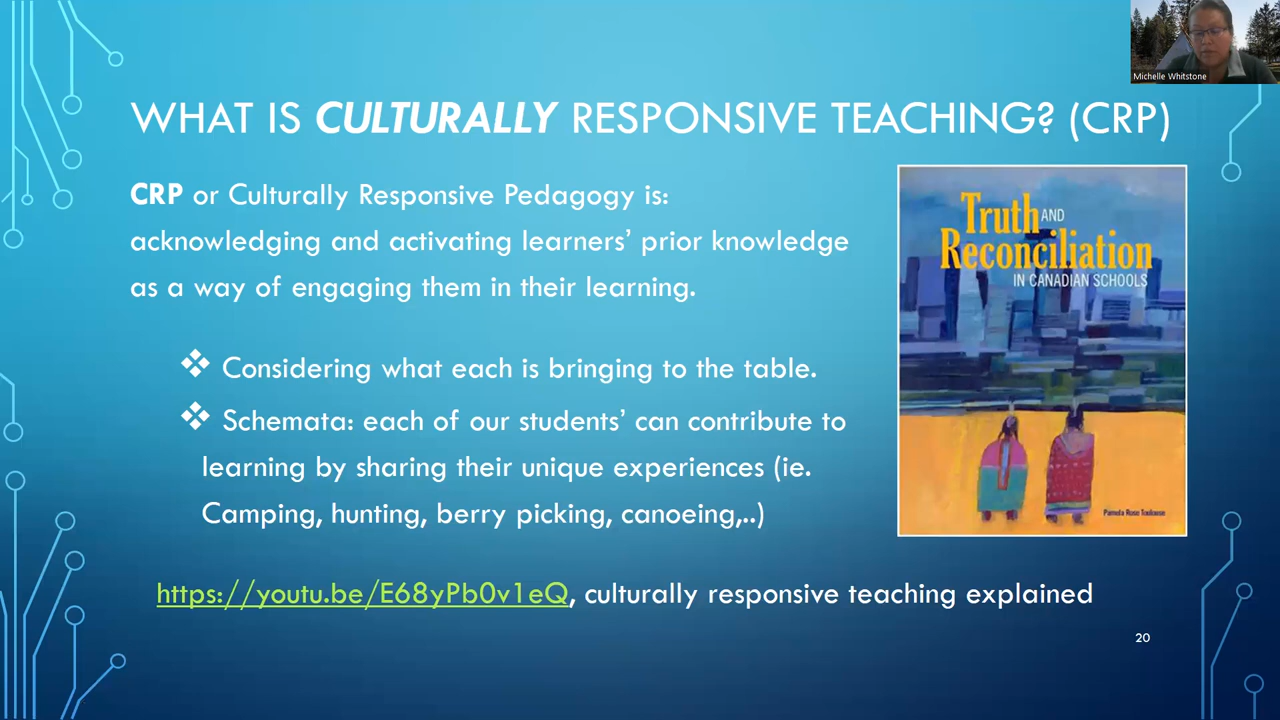 Michelle Whitstone
WHAT IS CULTURALLY RESPONSIVE TEACHING? (CRP)
CRP or Culturally Responsive Pedagogy is:
acknowledging and activating learners’ prior knowledge
as a way of engaging them in their learning.
❖ Considering what each is bringing to the table.
❖ Schemata: each of our students’ can contribute to
learning by sharing their unique experiences (ie.
Camping, hunting, berry picking, canoeing,..)
Truth AND
Reconciliation
IN CANADIAN SCHOOLS
Pamela Rose Toulouse
https://youtu.be/E68yPb0v1eQ, culturally responsive teaching explained
20